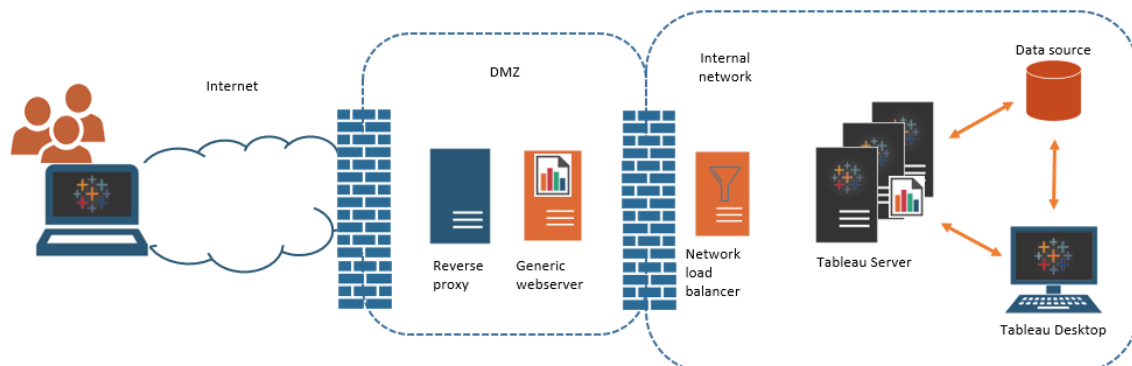 Internet
DMZ
Internal
network
Data source
Reverse
proxy
Generic
webserver
Network
load
balancer
Tableau Server
Tableau Desktop